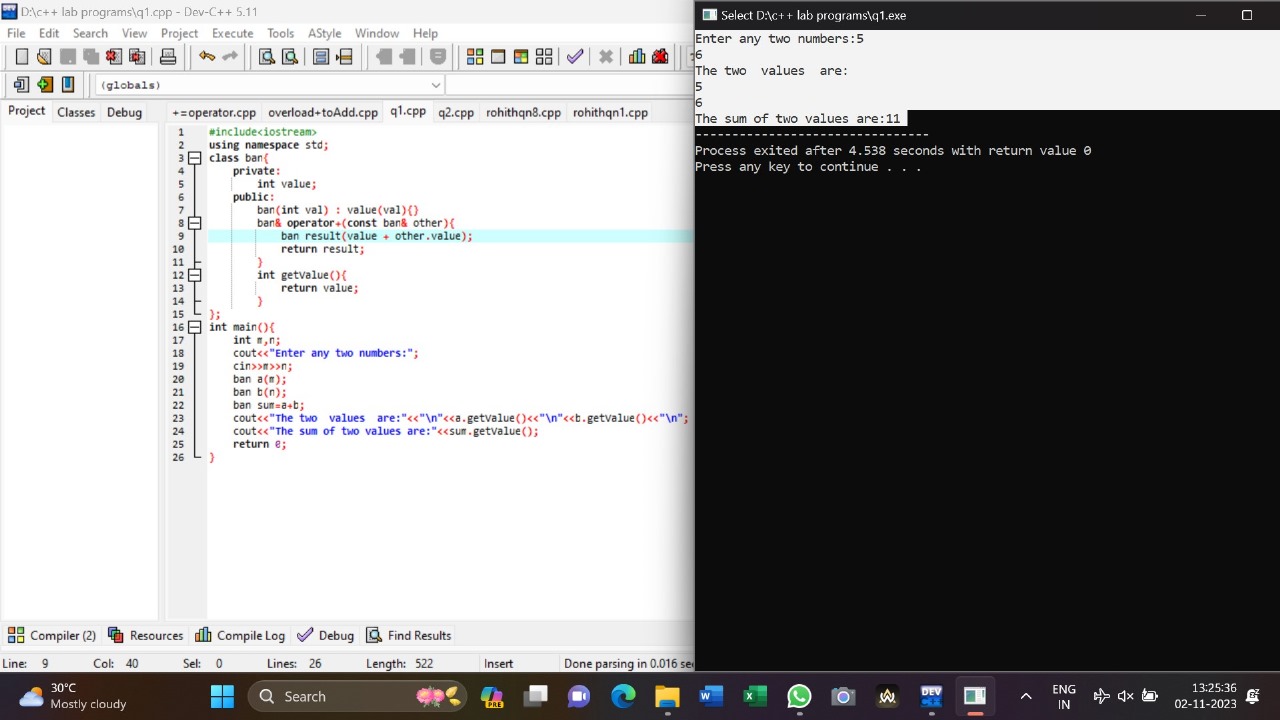 D:\c++ lab programs\q1.cpp - Dev-C++ 5.11
File Edit Search View Project Execute Tools AStyle Window Help
(globals)
Project Classes Debug
+=operator.cpp overload+toAdd.cpp q1.cpp q2.cpp rohithqn8.cpp rohithqn1.cpp
1 #include<iostream>
2 using namespace std;
3 class ban{
4 private:
5 int value;
6 public:
7 ban(int val) : value(val){}
8 ban& operator+(const ban& other){
9 ban result(value + other.value);
10 return result;
11 }
12 int getValue(){
13 return value;
14 }
15 };
16 int main(){
17 int m,n;
18 cout<<"Enter any two numbers:";
19 cin>>m>>n;
20 ban a(m);
21 ban b(n);
22 ban sum=a+b;
23 cout<<"The two  values  are:"<<"\n"<<a.getValue()<<"\n"<<b.getValue()<<"\n";
24 cout<<"The sum of two values are:"<<sum.getValue();
25 return 0;
26 }
Compiler (2) Resources Compile Log Debug Find Results
Line: 9 Col: 40 Sel: 0 Lines: 26 Length: 522 Insert Done parsing in 0.016 se
Select D:\c++ lab programs\q1.exe
Enter any two numbers:5
6
The two  values  are:
5
6
The sum of two values are:11
--------------------------------
Process exited after 4.538 seconds with return value 0
Press any key to continue . . .
30°C
Mostly cloudy
Search
PRE
DEV
C++
ENG
IN
13:25:36
02-11-2023